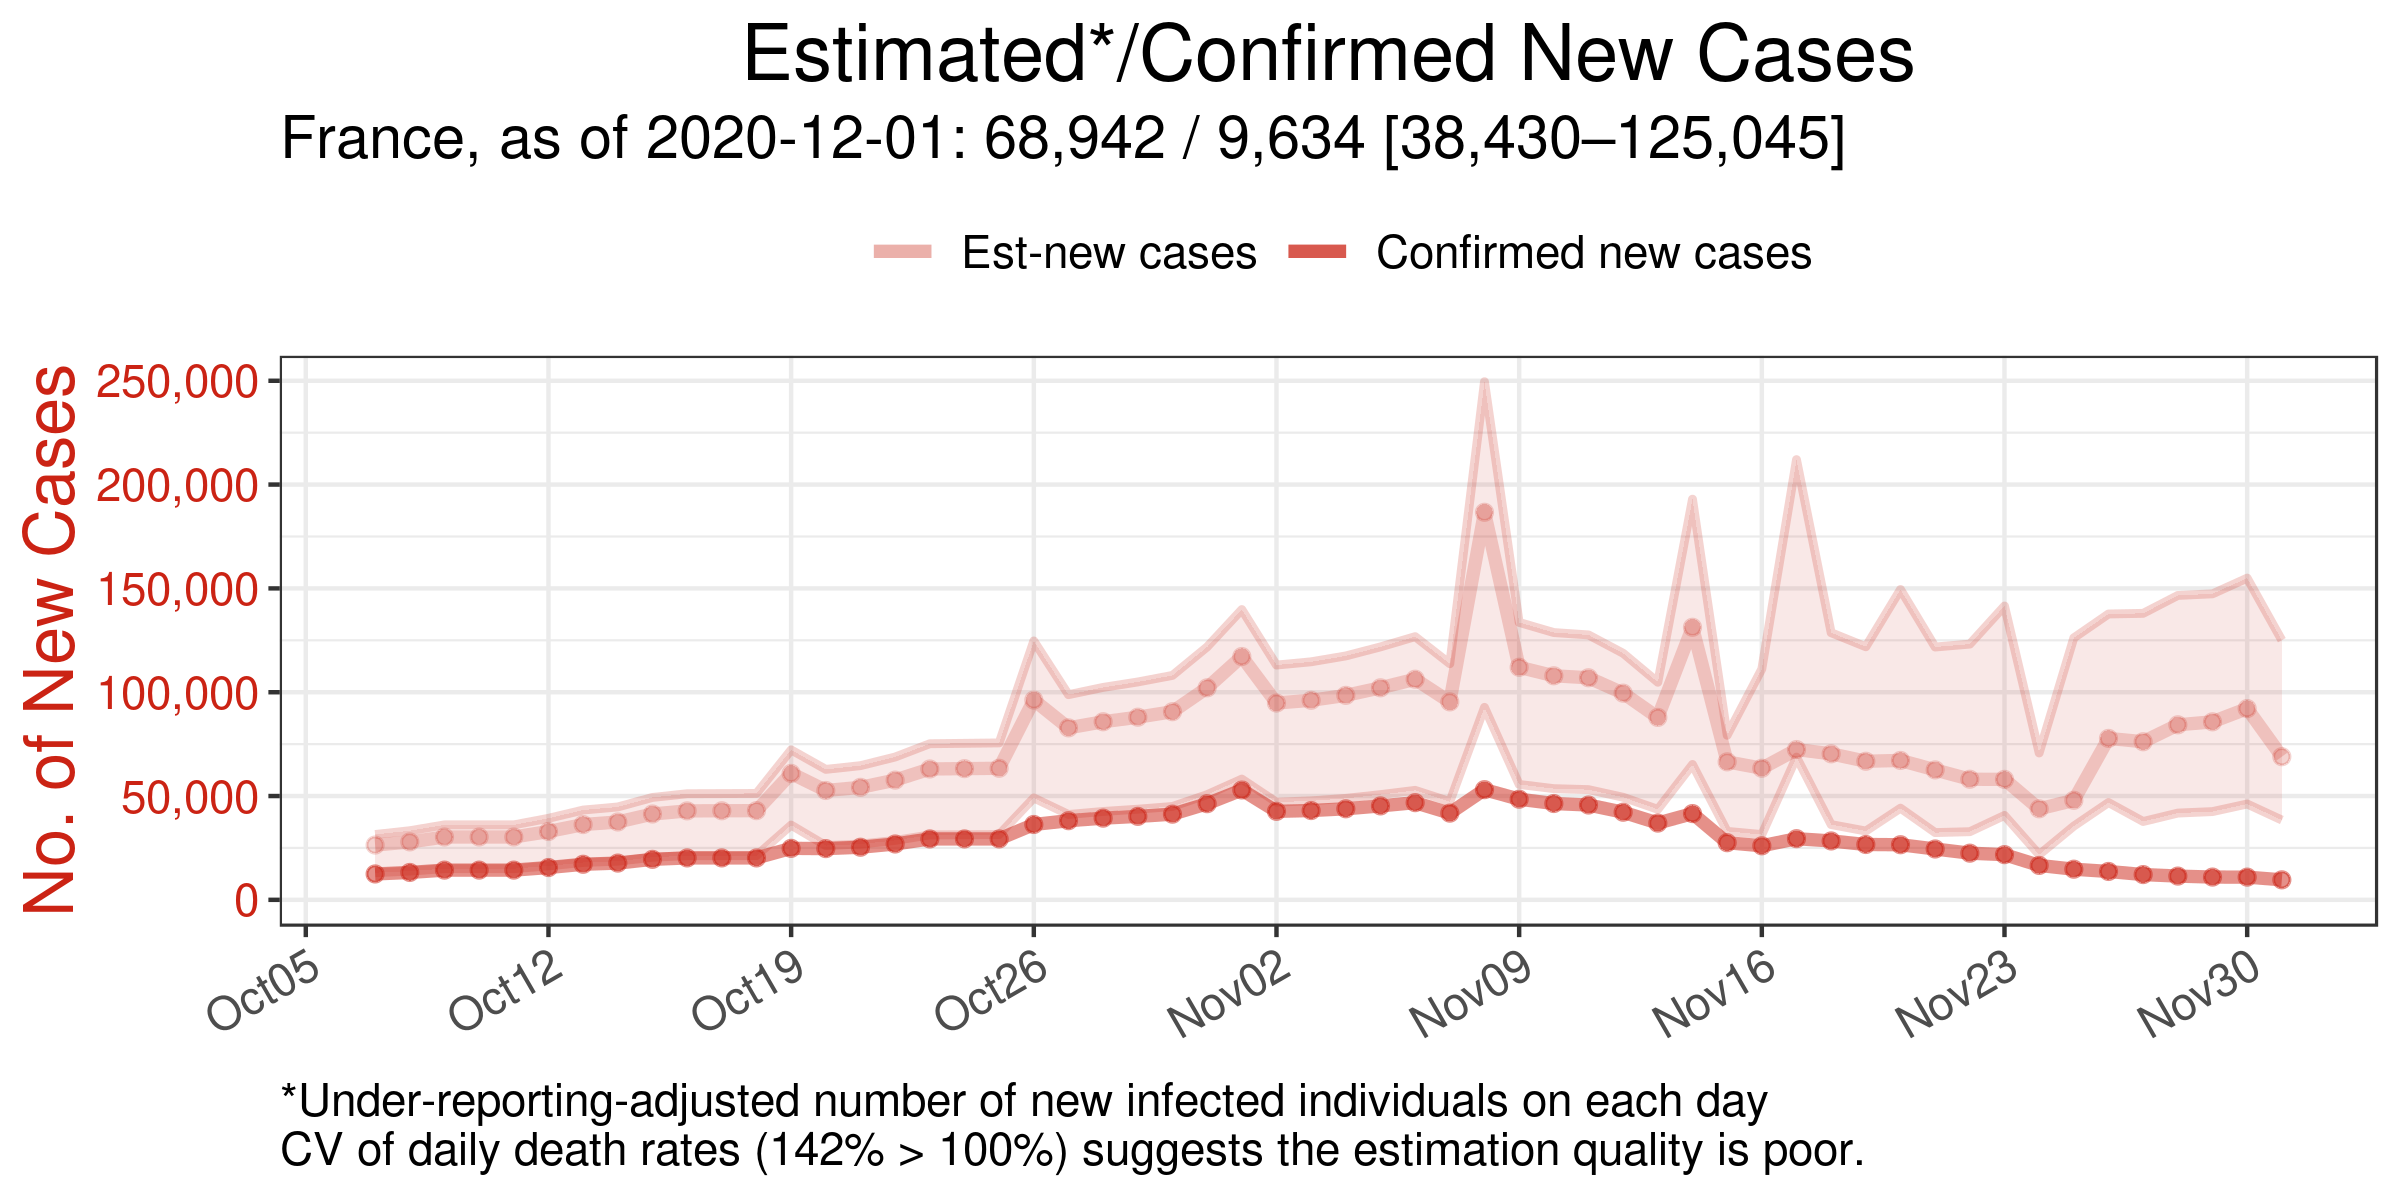 Estimated*/Confirmed New Cases
France, as of 2020-12-01: 68,942 / 9,634 [38,430–125,045]
Est-new cases
Confirmed new cases
No. of New Cases
250,000
200,000
150,000
100,000
50,000
0
Oct05
Oct12
Oct19
Oct26
Nov02
Nov09
Nov16
Nov23
Nov30
*Under-reporting-adjusted number of new infected individuals on each day
CV of daily death rates (142% > 100%) suggests the estimation quality is poor.